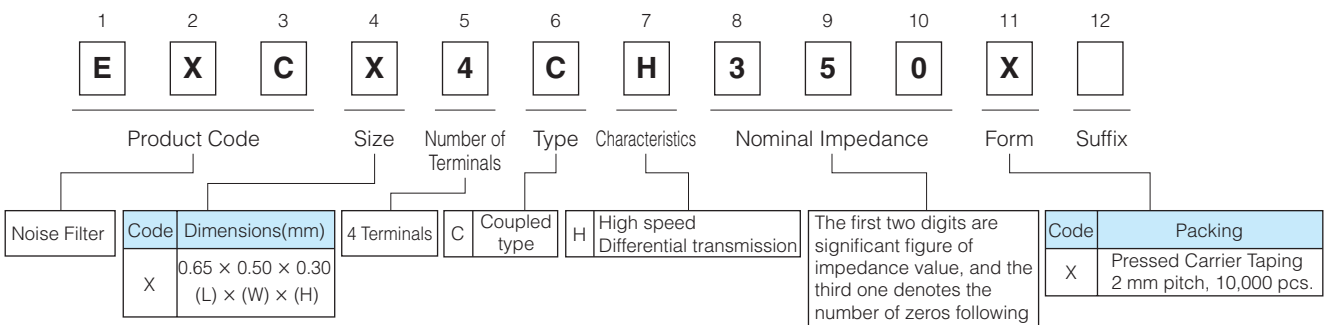 1 2 3 4 5 6 7 8 9 10 11 12
E X C X 4 C H 3 5 0 X
Product Code Size Number of Terminals Type Characteristics Nominal Impedance Form Suffix
Noise Filter
Code Dimensions(mm)
X 0.65 × 0.50 × 0.30
(L) × (W) × (H)
4 Terminals
C Coupled
type
H High speed
Differential transmission
The first two digits are
significant figure of
impedance value, and the
third one denotes the
number of zeros following
Code Packing
X Pressed Carrier Taping
2 mm pitch, 10,000 pcs.